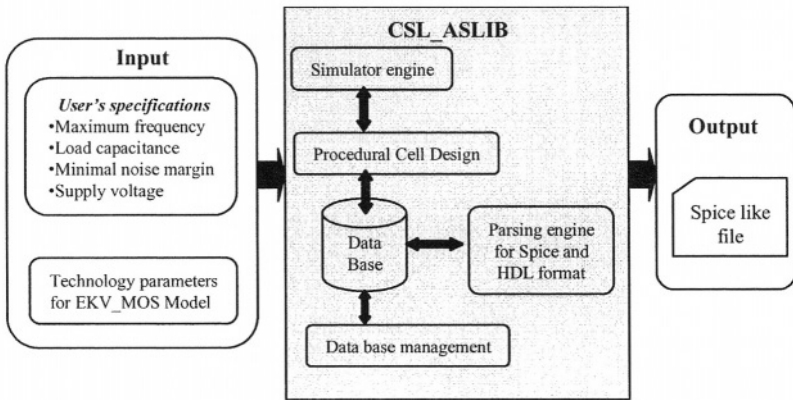 Input
User's specifications
•Maximum frequency
•Load capacitance
•Minimal noise margin
•Supply voltage
Technology parameters
for EKV_MOS Model
CSL_ASLIB
Simulator engine
Procedural Cell Design
Data
Base
Parsing engine
for Spice and
HDL format
Data base management
Output
Spice like
file